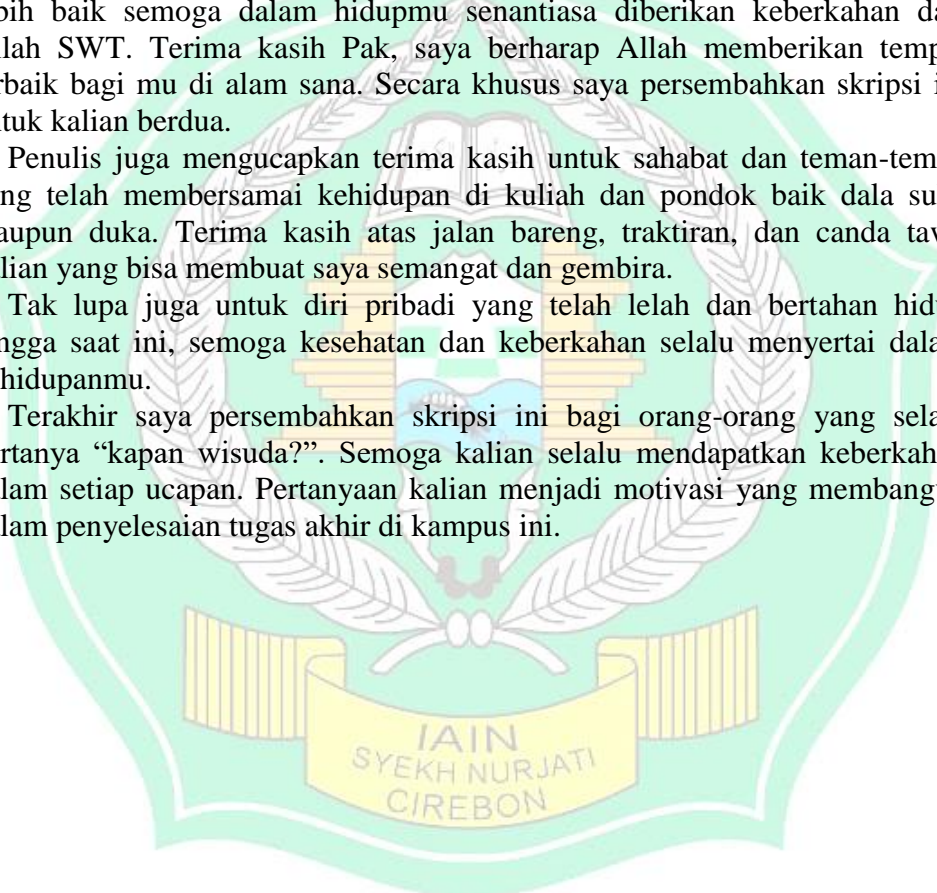 bih baik semoga dalam hidupmu senantiasa diberikan keberkahan da
llah SWT. Terima kasih Pak, saya berharap Allah memberikan temp
rbaik bagi mu di alam sana. Secara khusus saya persembahkan skripsi i
tuk kalian berdua.
Penulis juga mengucapkan terima kasih untuk sahabat dan teman-tem
ng telah membersamai kehidupan di kuliah dan pondok baik dala su
aupun duka. Terima kasih atas jalan bareng, traktiran, dan canda taw
lian yang bisa membuat saya semangat dan gembira.
Tak lupa juga untuk diri pribadi yang telah lelah dan bertahan hidu
ngga saat ini, semoga kesehatan dan keberkahan selalu menyertai dala
hidupanmu.
Terakhir saya persembahkan skripsi ini bagi orang-orang yang sela
rtanya “kapan wisuda?”. Semoga kalian selalu mendapatkan keberkah
lam setiap ucapan. Pertanyaan kalian menjadi motivasi yang membang
lam penyelesaian tugas akhir di kampus ini.
IAIN
SYEKH NURJATI
CIREBON